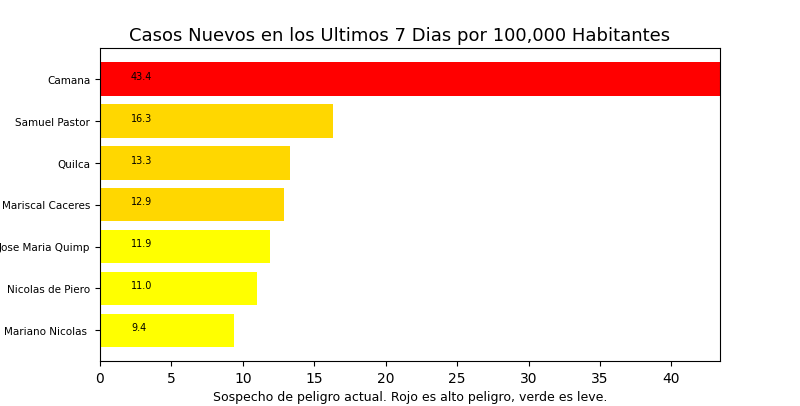 Casos Nuevos en los Ultimos 7 Dias por 100,000 Habitantes
Camana 43.4
Samuel Pastor 16.3
Quilca 13.3
Mariscal Caceres 12.9
Jose Maria Quimp 11.9
Nicolas de Piero 11.0
Mariano Nicolas 9.4
0 5 10 15 20 25 30 35 40
Sospecho de peligro actual. Rojo es alto peligro, verde es leve.